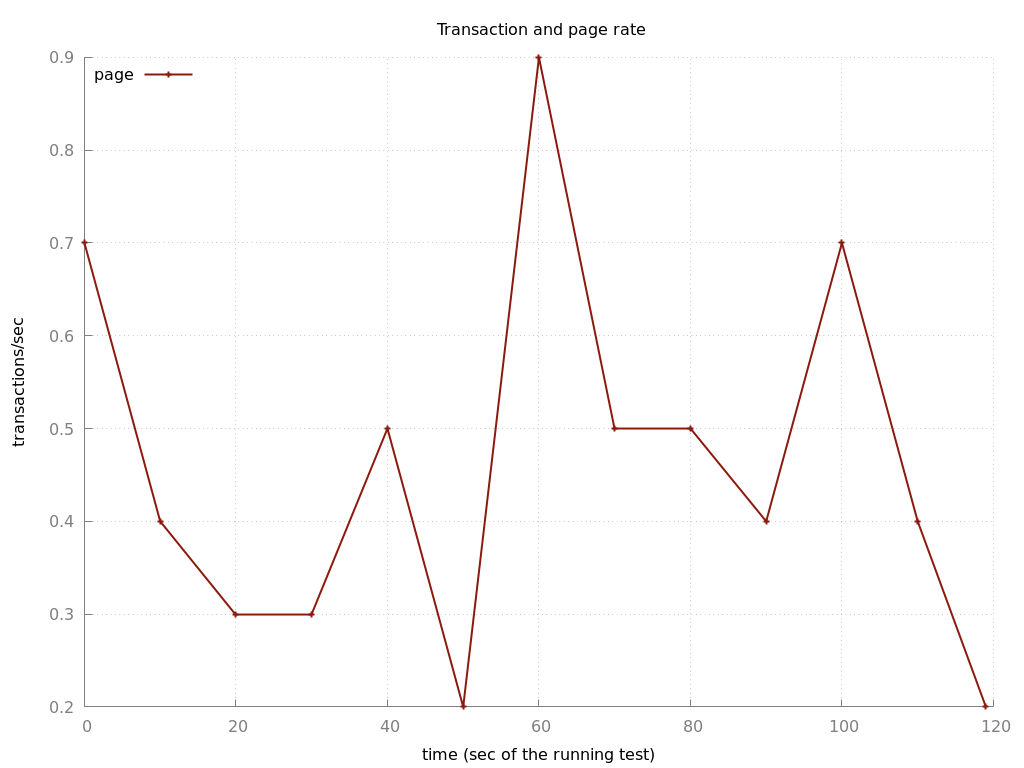 Transaction and page rate
0.9
page
0.8
0.7
0.6
transactions/sec
0.5
0.4
0.3
0.2
0 20 40 60 80 100 120
time (sec of the running test)